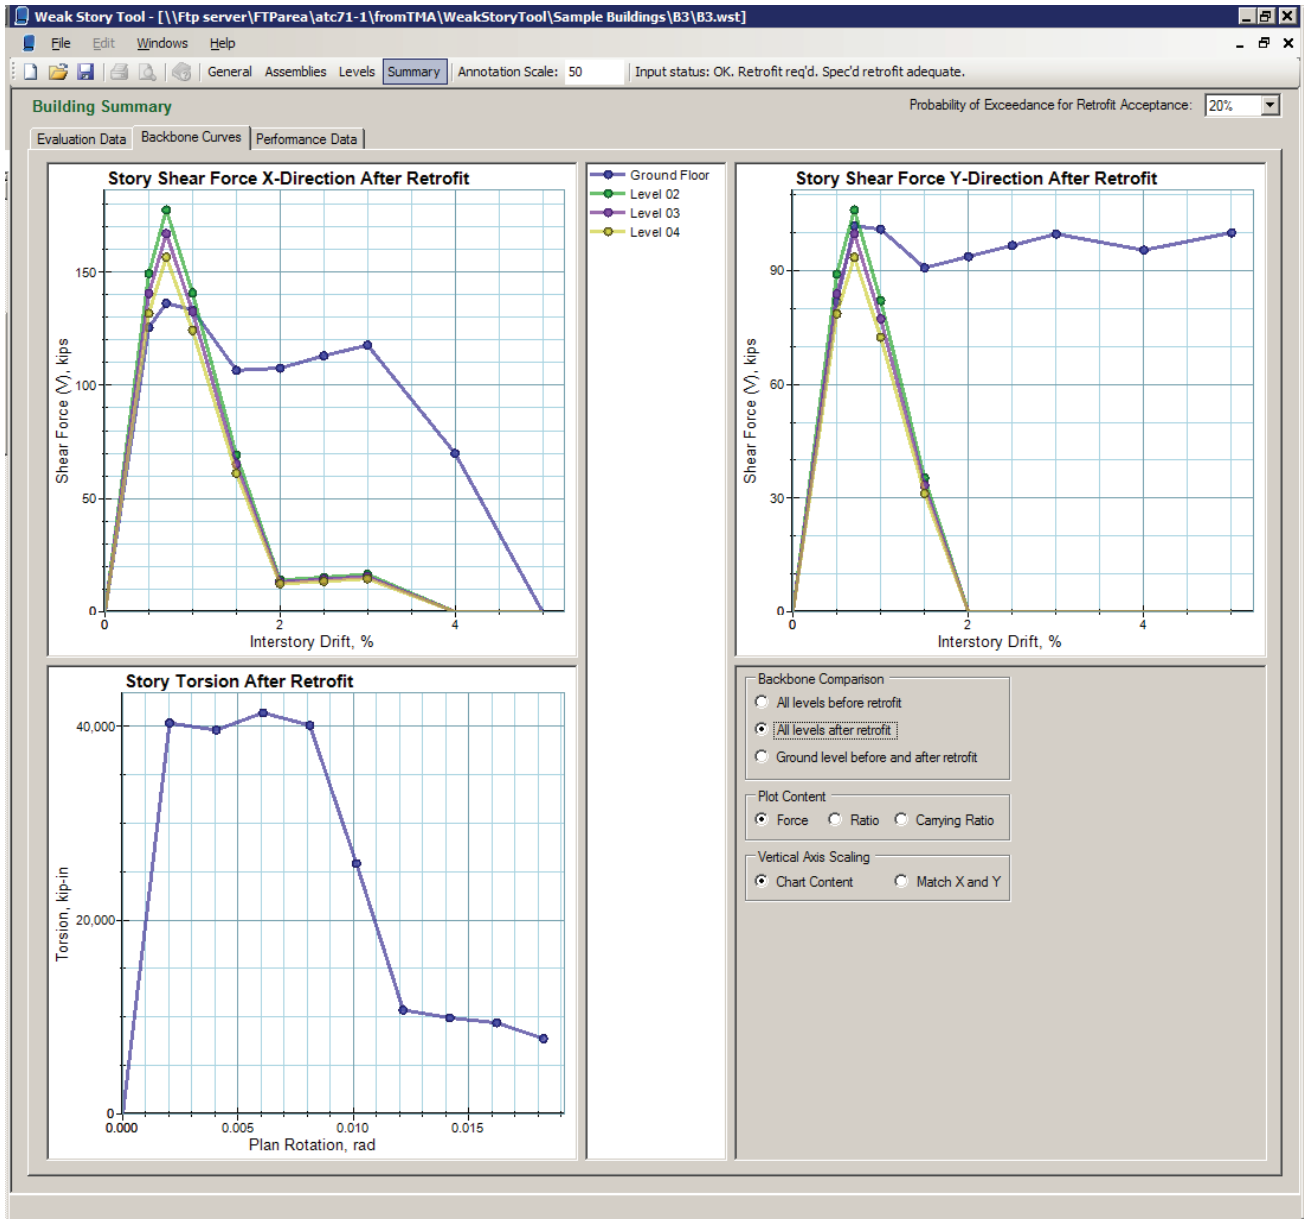 Weak Story Tool - [\\Ftp server\FTParea\atc71-1\fromTMA\WeakStoryTool\Sample Buildings\B3\B3.wst]
File Edit Windows Help
General Assemblies Levels Summary Annotation Scale: 50 Input status: OK. Retrofit req'd. Spec'd retrofit adequate.
Building Summary
Probability of Exceedance for Retrofit Acceptance: 20%
Evaluation Data Backbone Curves Performance Data
Story Shear Force X-Direction After Retrofit
150
100
50
0
Shear Force (V), kips
0 2 4
Interstory Drift, %
Ground Floor
Level 02
Level 03
Level 04
Story Shear Force Y-Direction After Retrofit
90
60
30
0
Shear Force (V), kips
0 2 4
Interstory Drift, %
Story Torsion After Retrofit
40,000
20,000
0
Torsion, kip-in
0.000 0.005 0.010 0.015
Plan Rotation, rad
Backbone Comparison
All levels before retrofit
All levels after retrofit
Ground level before and after retrofit
Plot Content
Force Ratio Carrying Ratio
Vertical Axis Scaling
Chart Content Match X and Y